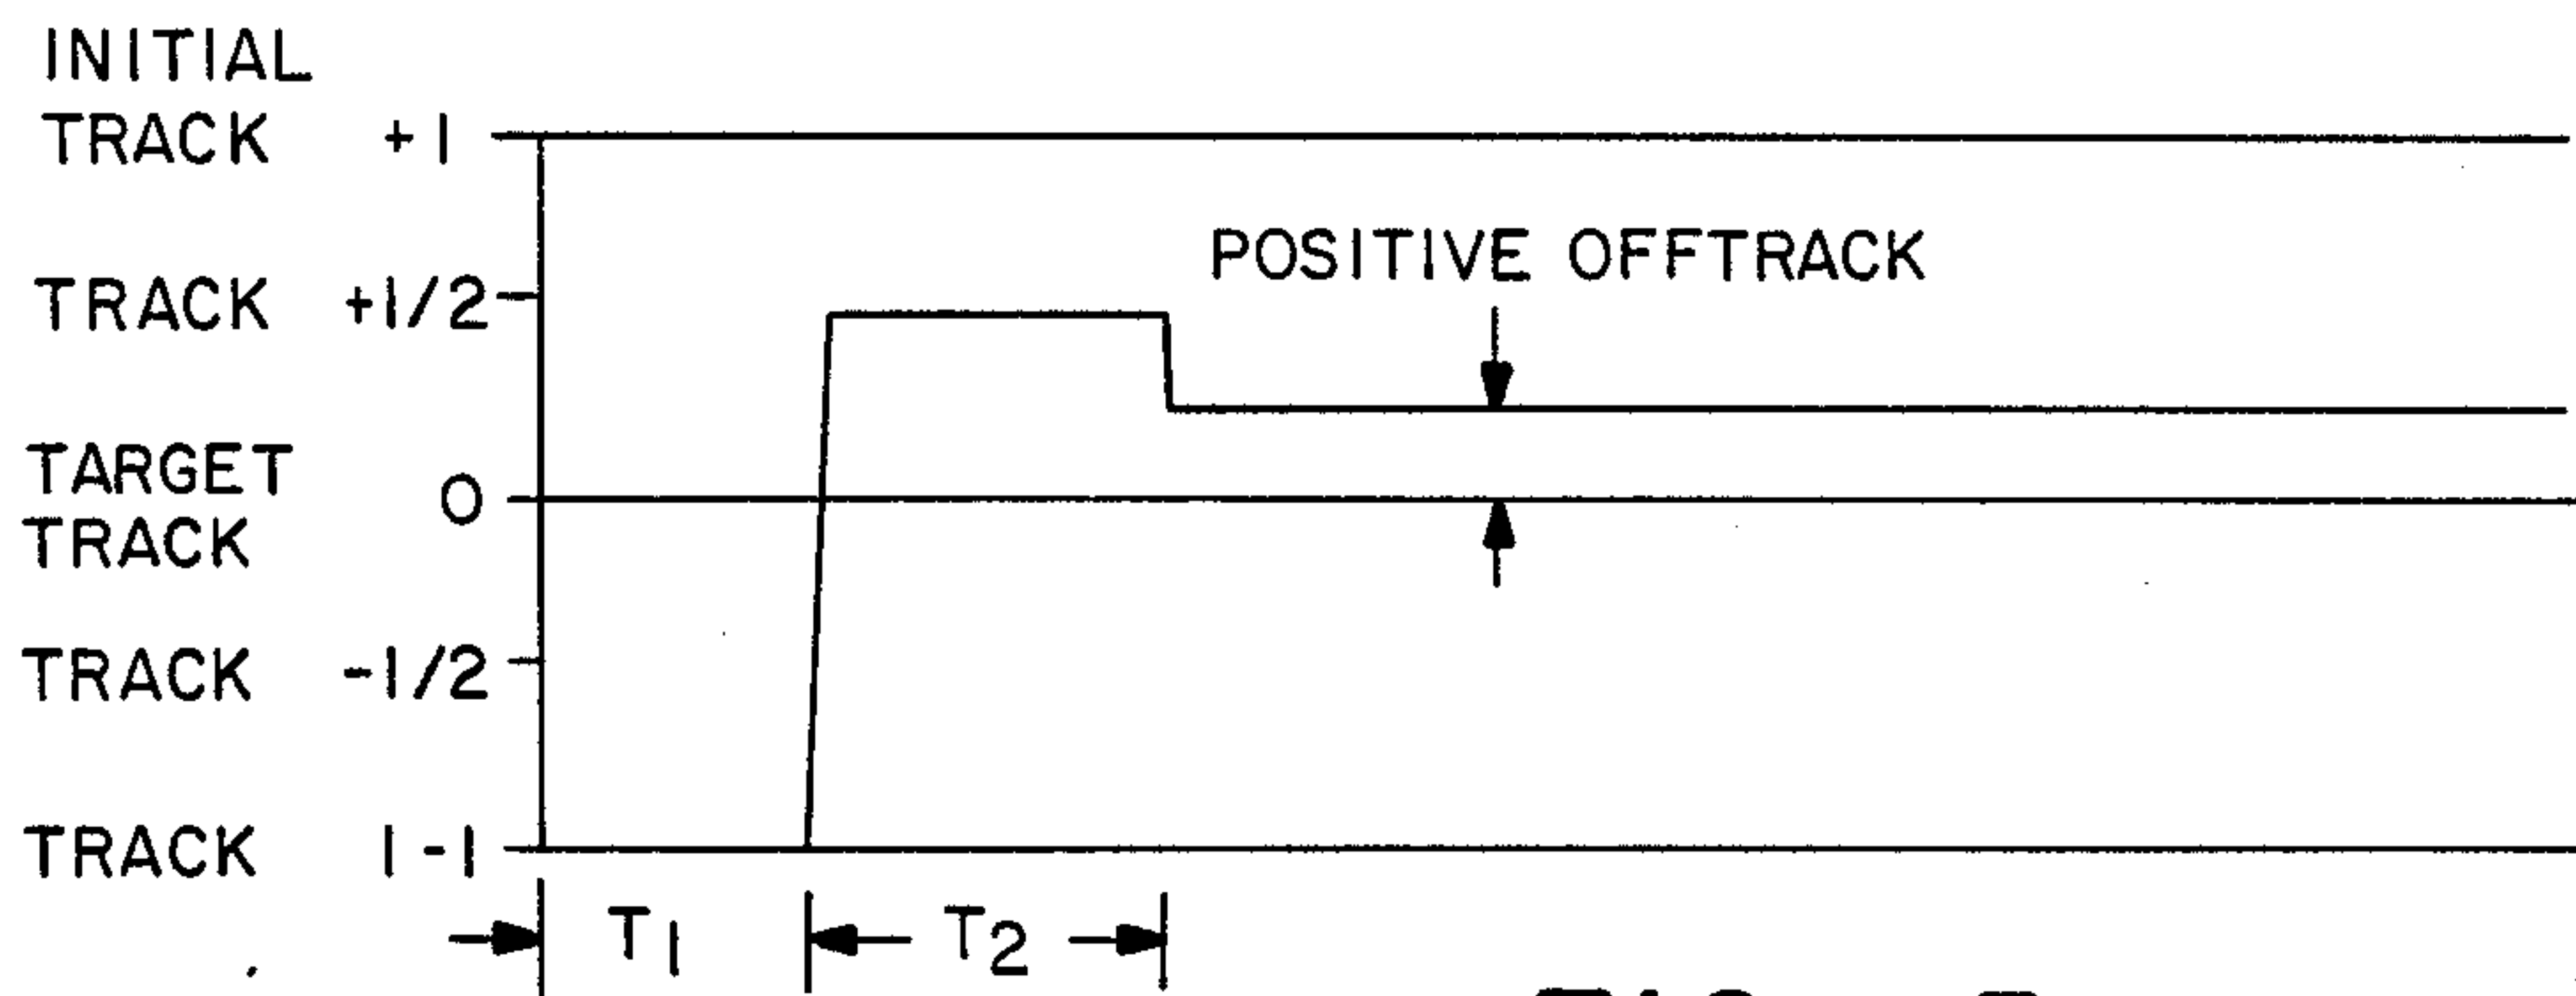 INITIAL
TRACK +1
POSITIVE OFFTRACK
TRACK +1/2
TARGET
0
TRACK
TRACK -1/2
TRACK 1-1
T1 T2